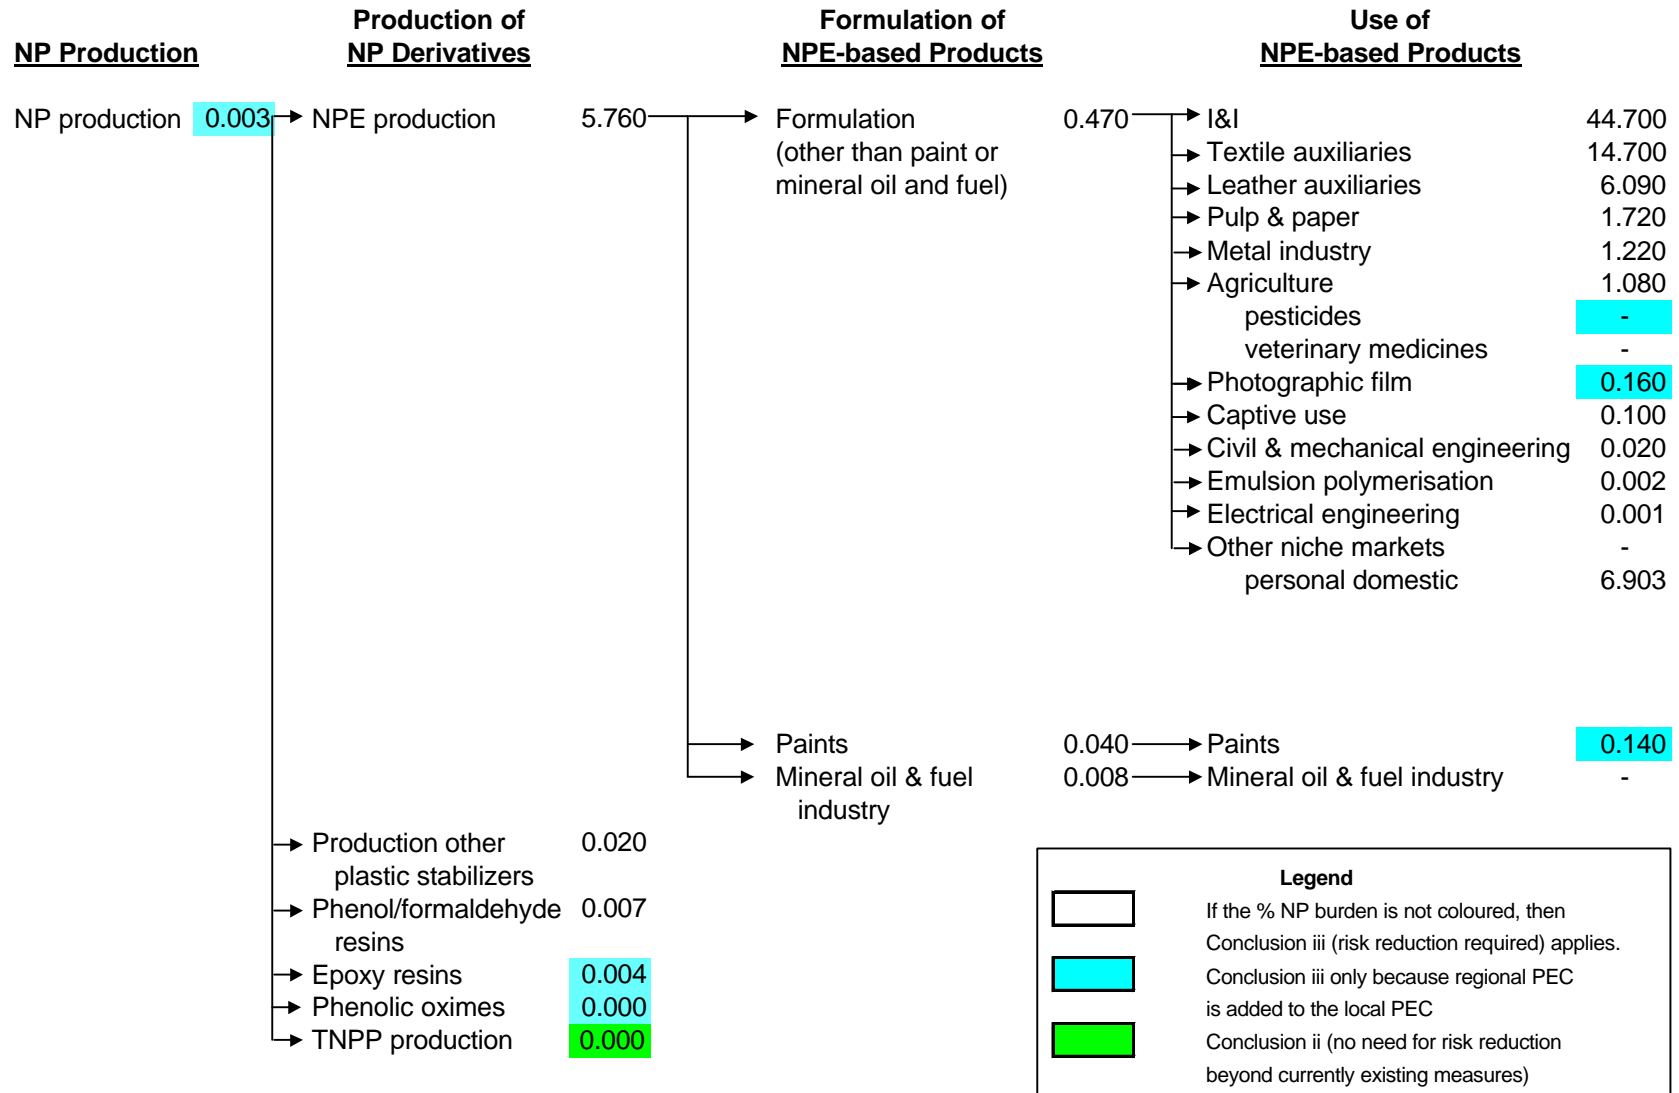 Production of Formulation of Use of
NP Production NP Derivatives NPE-based Products NPE-based Products
NP production 0.003 NPE production 5.760 Formulation 0.470 I&I 44.700
(other than paint or Textile auxiliaries 14.700
mineral oil and fuel) Leather auxiliaries 6.090
Pulp & paper 1.720
Metal industry 1.220
Agriculture 1.080
pesticides -
veterinary medicines -
Photographic film 0.160
Captive use 0.100
Civil & mechanical engineering 0.020
Emulsion polymerisation 0.002
Electrical engineering 0.001
Other niche markets -
personal domestic 6.903
Paints 0.040 Paints 0.140
Mineral oil & fuel 0.008 Mineral oil & fuel industry -
industry
Production other 0.020
plastic stabilizers
Phenol/formaldehyde 0.007
resins
Epoxy resins 0.004
Phenolic oximes 0.000
TNPP production 0.000
Legend
If the % NP burden is not coloured, then
Conclusion iii (risk reduction required) applies.
Conclusion iii only because regional PEC
is added to the local PEC
Conclusion ii (no need for risk reduction
beyond currently existing measures)